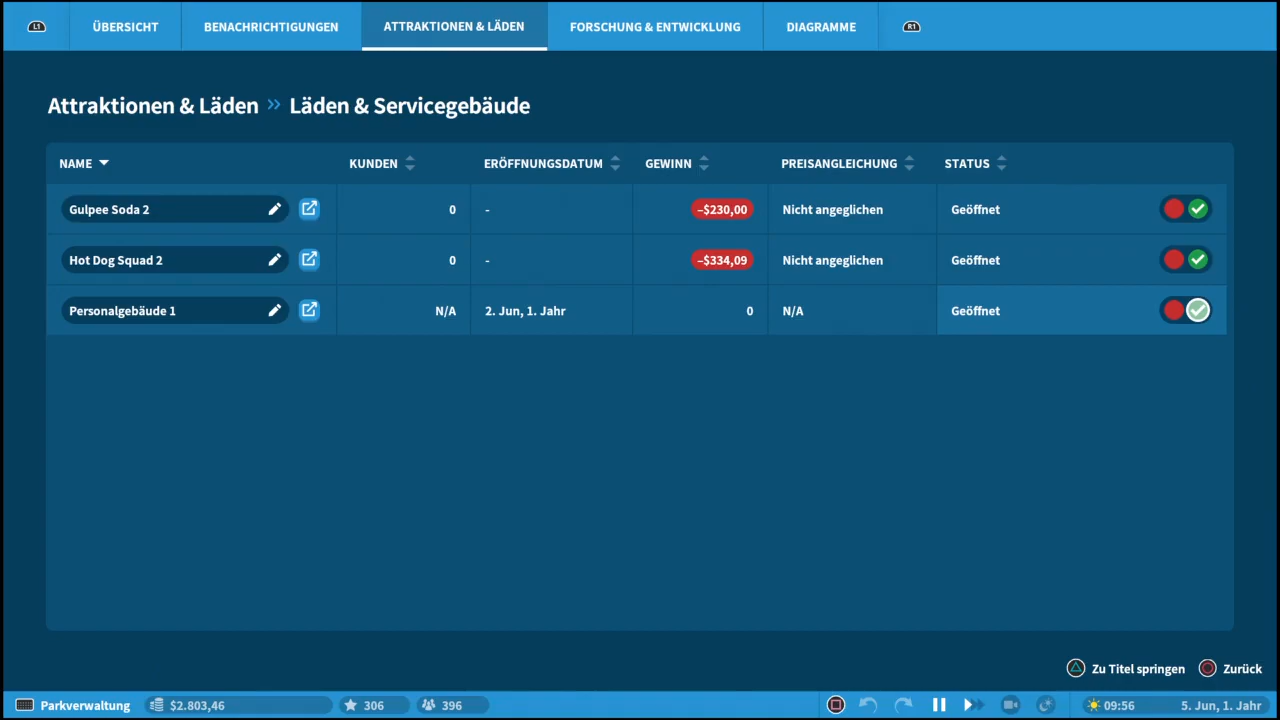 L1 ÜBERSICHT BENACHRICHTIGUNGEN ATTRAKTIONEN & LÄDEN FORSCHUNG & ENTWICKLUNG DIAGRAMME R1
Attraktionen & Läden » Läden & Servicegebäude
NAME KUNDEN ERÖFFNUNGSDATUM GEWINN PREISANGLEICHUNG STATUS
Gulpee Soda 2 0 - –$230,00 Nicht angeglichen Geöffnet
Hot Dog Squad 2 0 - –$334,09 Nicht angeglichen Geöffnet
Personalgebäude 1 N/A 2. Jun, 1. Jahr 0 N/A Geöffnet
Zu Titel springen Zurück
Parkverwaltung $2.803,46 306 396 09:56 5. Jun, 1. Jahr